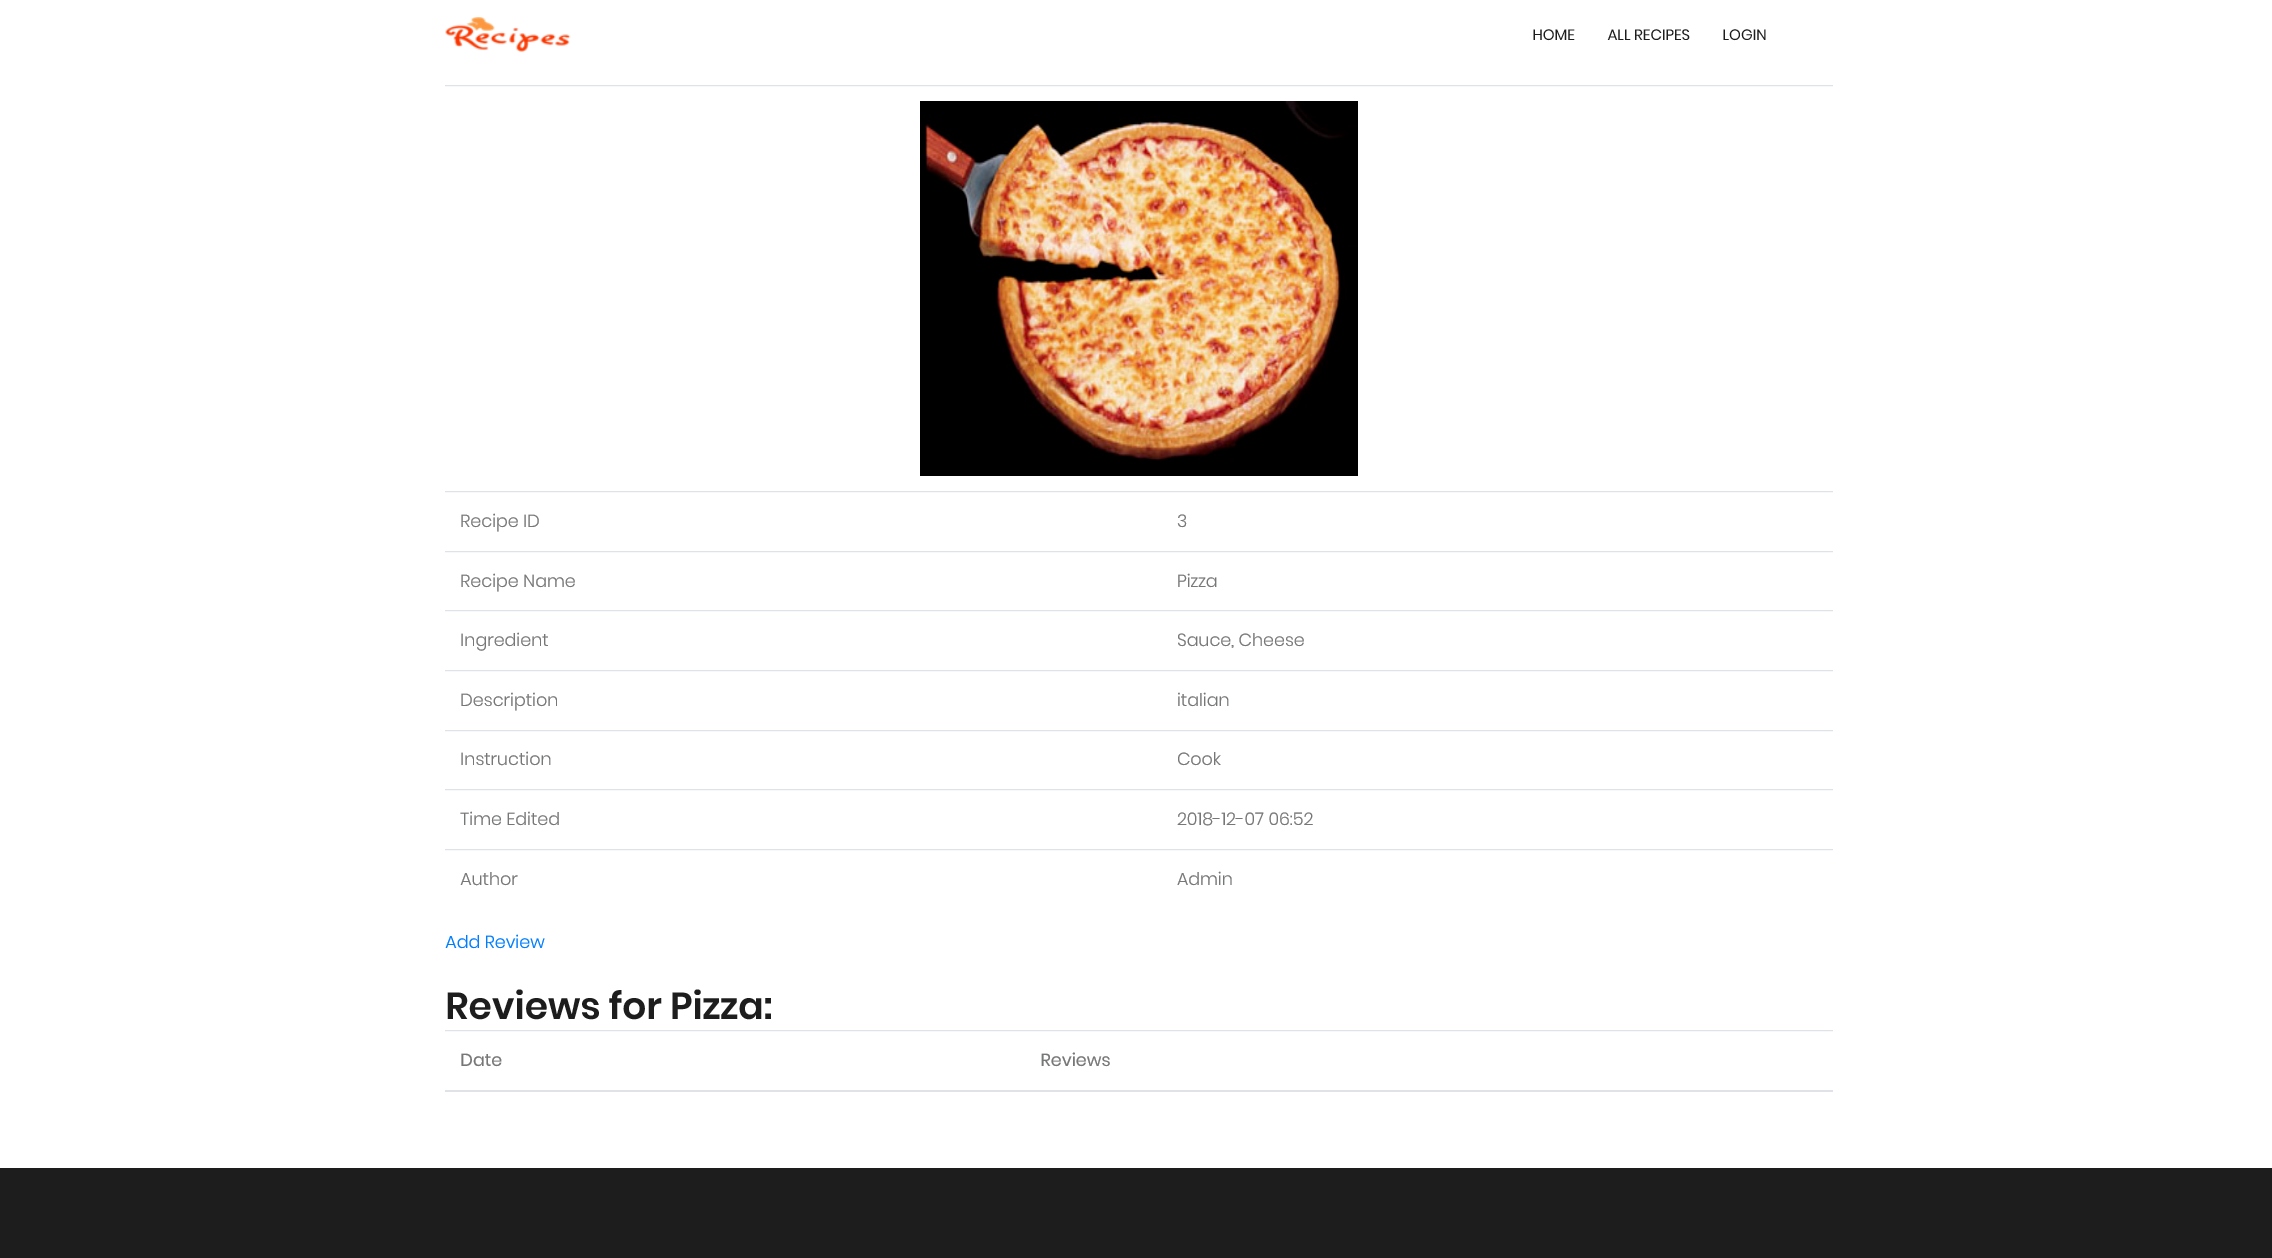 Recipes
HOME ALL RECIPES LOGIN
Recipe ID 3
Recipe Name Pizza
Ingredient Sauce, Cheese
Description italian
Instruction Cook
Time Edited 2018-12-07 06:52
Author Admin
Add Review
Reviews for Pizza:
Date Reviews